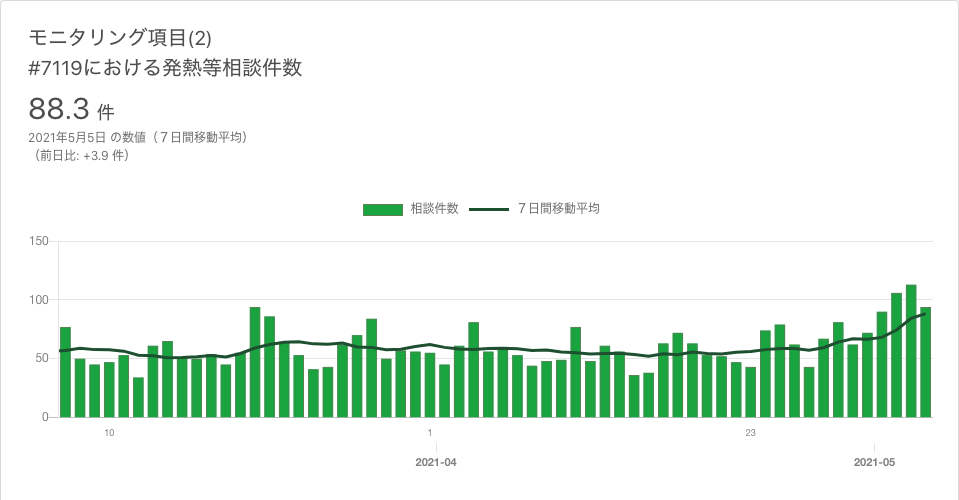 モニタリング項目(2)
#7119における発熱等相談件数
88.3 件
2021年5月5日 の数値（７日間移動平均）
（前日比: +3.9 件）
相談件数 ７日間移動平均
150
100
50
0
10 1 23
2021-04 2021-05